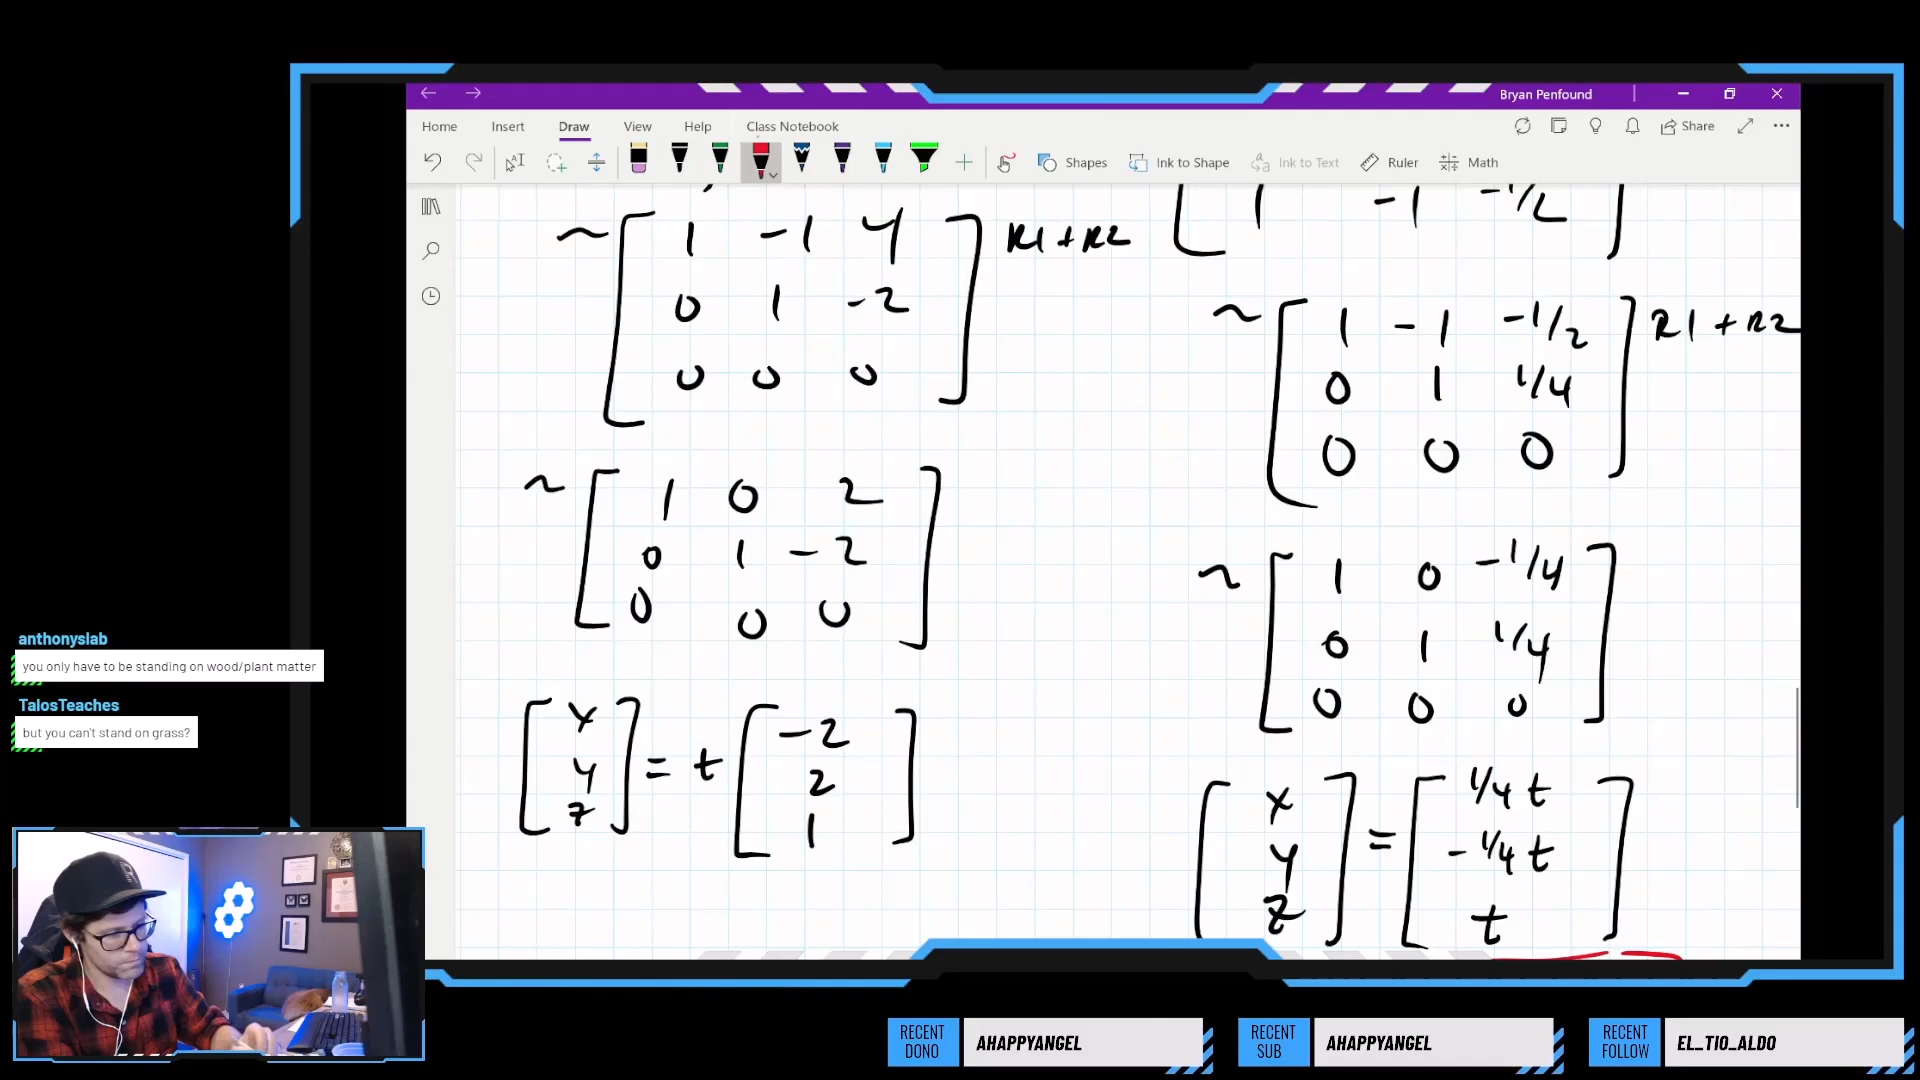 Bryan Penfound
Home Insert Draw View Help Class Notebook
Share
Shapes Ink to Shape Ink to Text Ruler Math
~ [ 1 -1 4 ] R1+R2
0 1 -2
0 0 0
~ [ 1 0 2 ]
0 1 -2
0 0 0
[ x ] = t [ -2 ]
y 2
z 1
1 -1 -1/2
~ [ 1 -1 -1/2 ] R1+R2
0 1 1/4
0 0 0
~ [ 1 0 -1/4 ]
0 1 1/4
0 0 0
[ x ] = [ 1/4 t ]
y -1/4 t
z t
anthonyslab
you only have to be standing on wood/plant matter
TalosTeaches
but you can't stand on grass?
RECENT DONO
AHAPPYANGEL
RECENT SUB
AHAPPYANGEL
RECENT FOLLOW
EL_TIO_ALDO